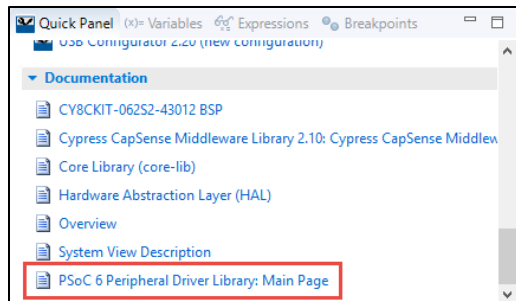 Quick Panel (x)= Variables Expressions Breakpoints
USB Configurator 2.20 (new configuration)
Documentation
CY8CKIT-062S2-43012 BSP
Cypress CapSense Middleware Library 2.10: Cypress CapSense Middlew
Core Library (core-lib)
Hardware Abstraction Layer (HAL)
Overview
System View Description
PSoC 6 Peripheral Driver Library: Main Page